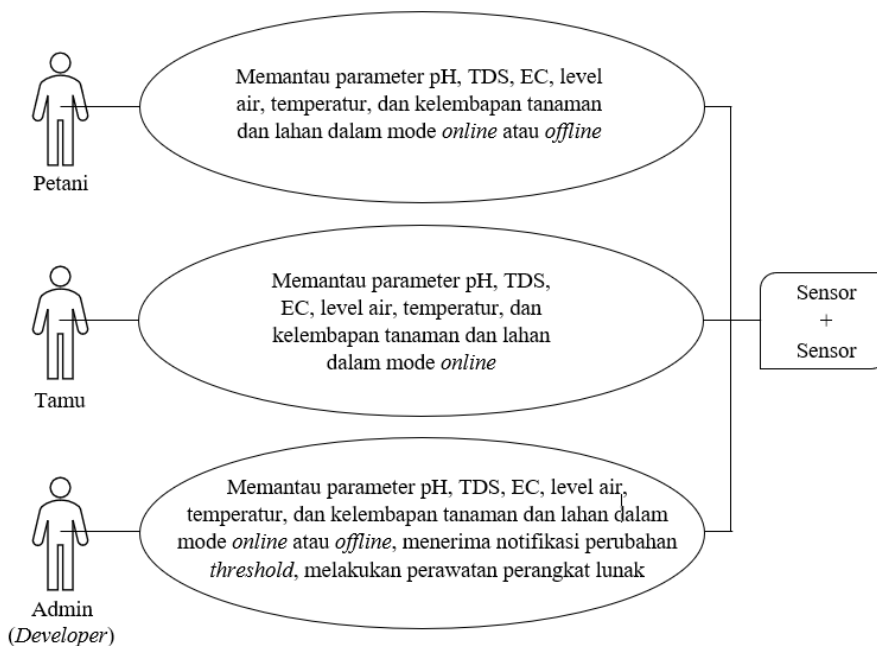 Memantau parameter pH, TDS, EC, level
air, temperatur, dan kelembapan tanaman
dan lahan dalam mode online atau offline
Petani
Memantau parameter pH, TDS,
EC, level air, temperatur, dan
kelembapan tanaman dan lahan
dalam mode online
Tamu
Sensor
+
Sensor
Memantau parameter pH, TDS, EC, level air,
temperatur, dan kelembapan tanaman dan lahan dalam
mode online atau offline, menerima notifikasi perubahan
threshold, melakukan perawatan perangkat lunak
Admin
(Developer)